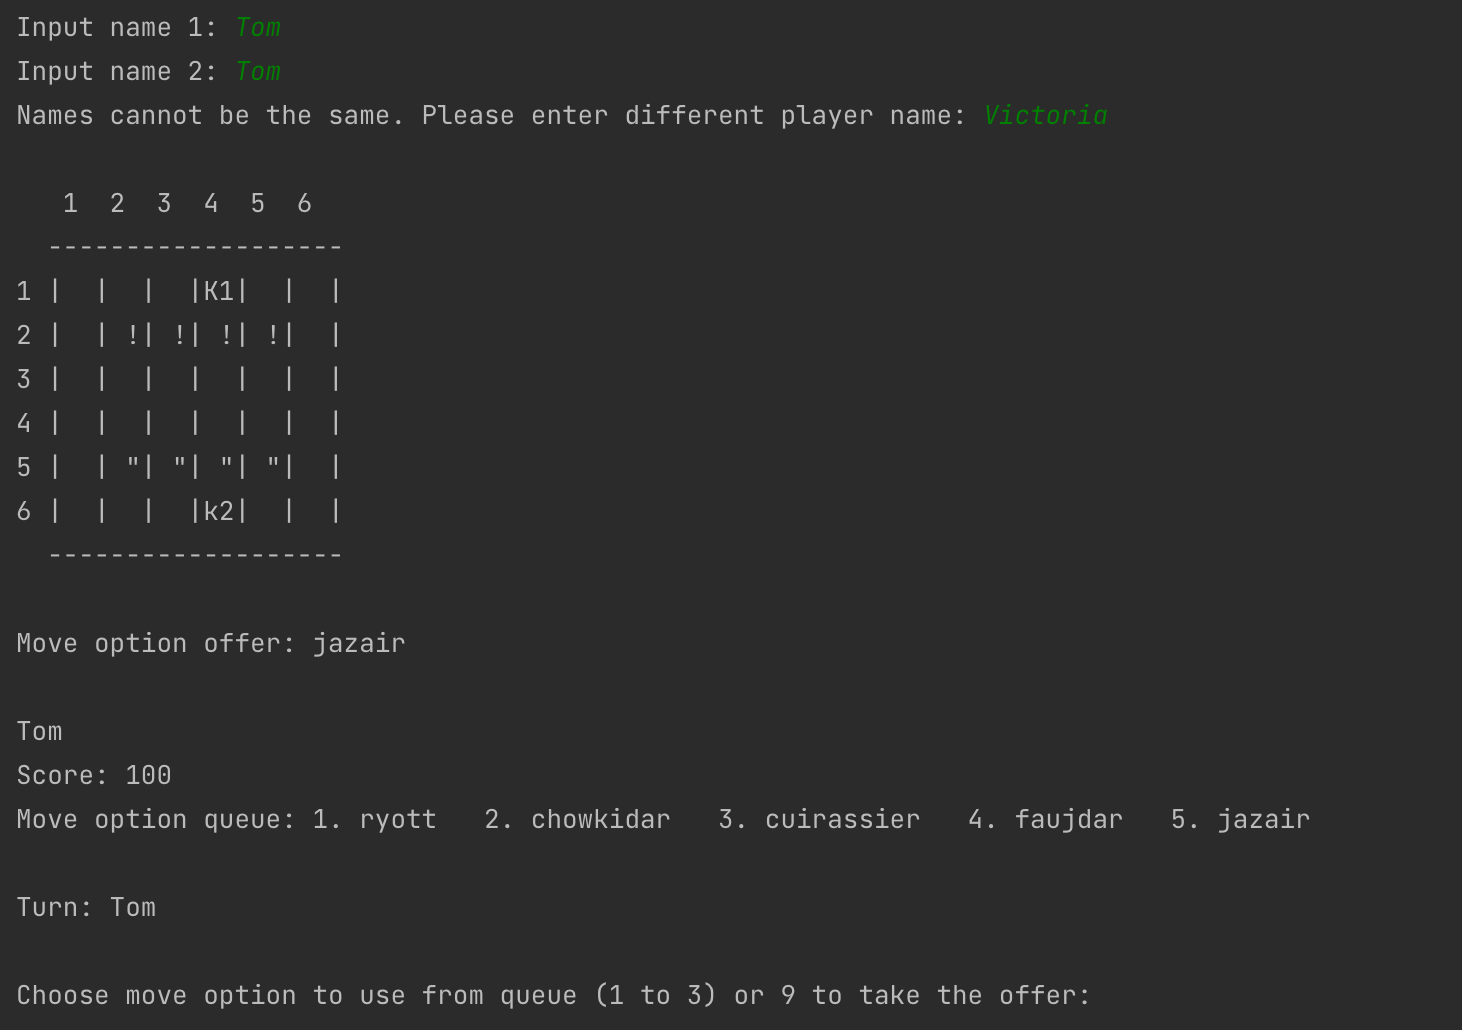 Input name 1: Tom
Input name 2: Tom
Names cannot be the same. Please enter different player name: Victoria
   1  2  3  4  5  6
  -------------------
1 |  |  |  |K1|  |  |
2 |  | !| !| !| !|  |
3 |  |  |  |  |  |  |
4 |  |  |  |  |  |  |
5 |  | "| "| "| "|  |
6 |  |  |  |k2|  |  |
  -------------------
Move option offer: jazair
Tom
Score: 100
Move option queue: 1. ryott   2. chowkidar   3. cuirassier   4. faujdar   5. jazair
Turn: Tom
Choose move option to use from queue (1 to 3) or 9 to take the offer: